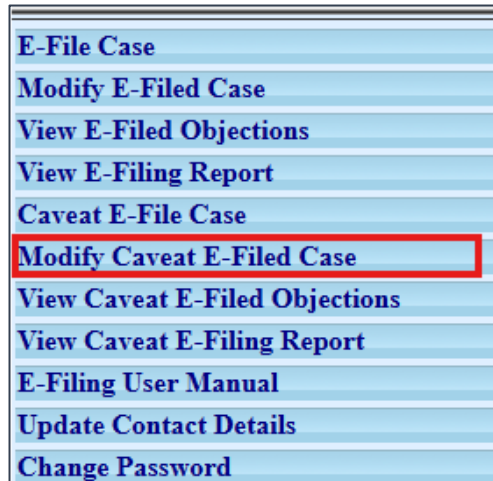 E-File Case
Modify E-Filed Case
View E-Filed Objections
View E-Filing Report
Caveat E-File Case
Modify Caveat E-Filed Case
View Caveat E-Filed Objections
View Caveat E-Filing Report
E-Filing User Manual
Update Contact Details
Change Password